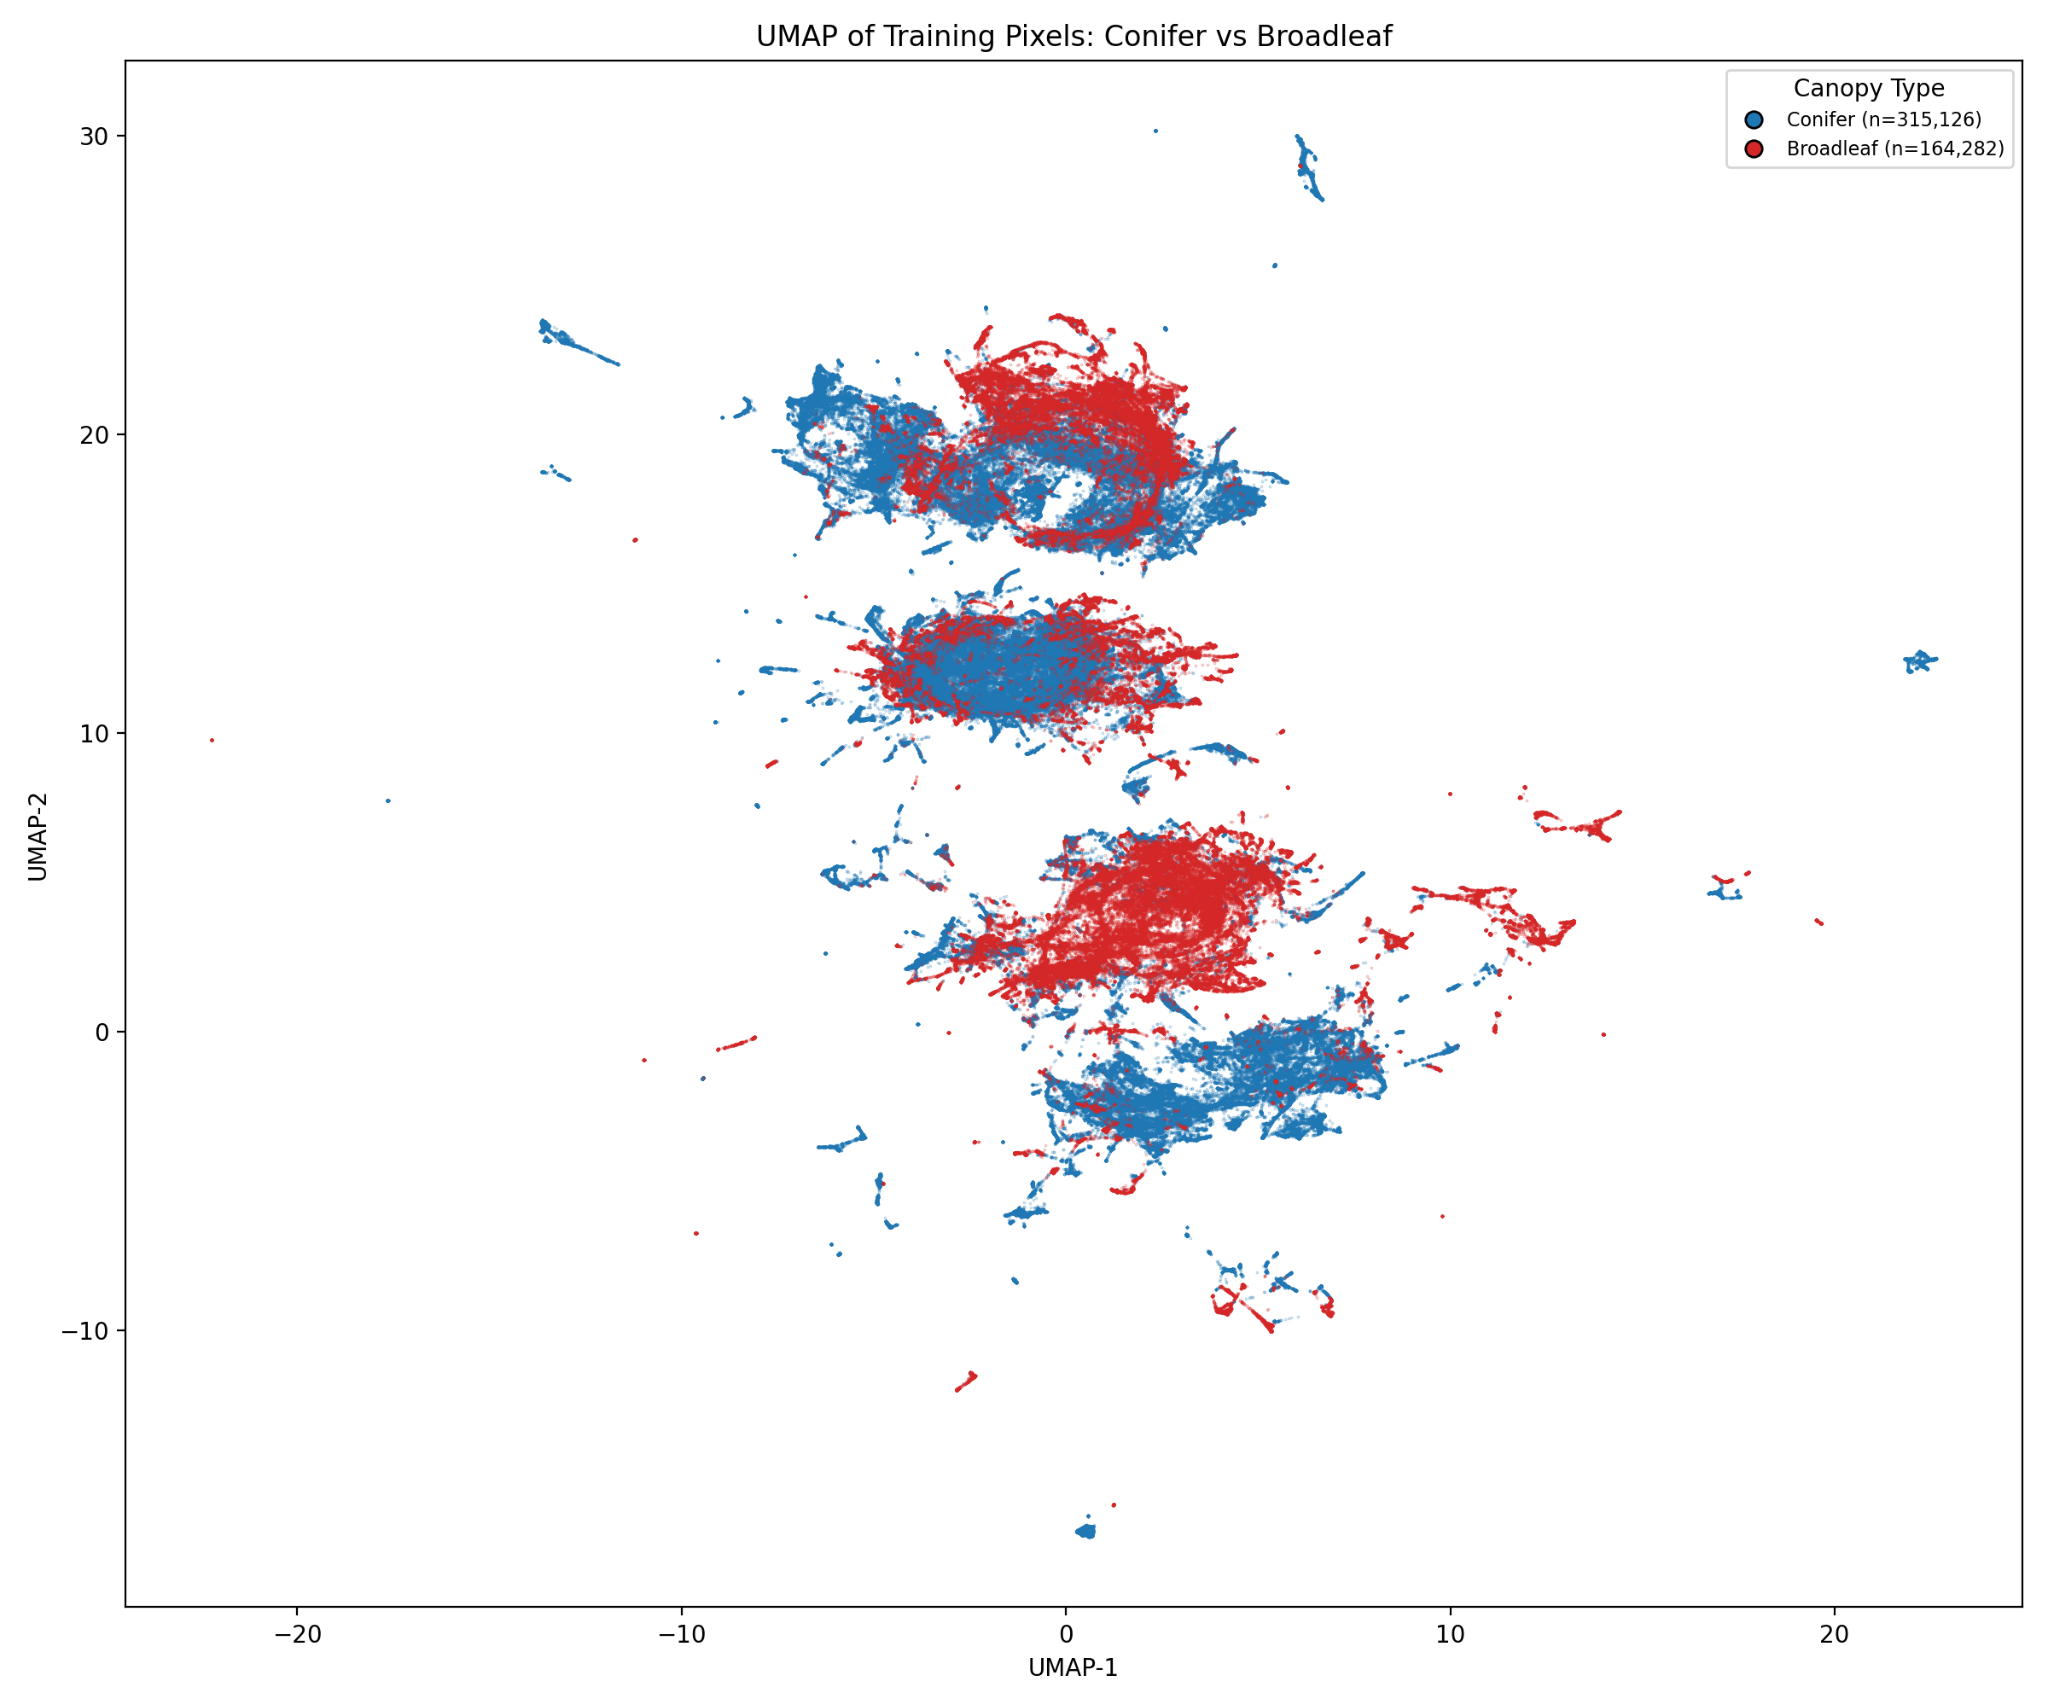 UMAP of Training Pixels: Conifer vs Broadleaf
Canopy Type
Conifer (n=315,126)
Broadleaf (n=164,282)
30
20
10
0
−10
UMAP-2
−20
−10
0
10
20
UMAP-1